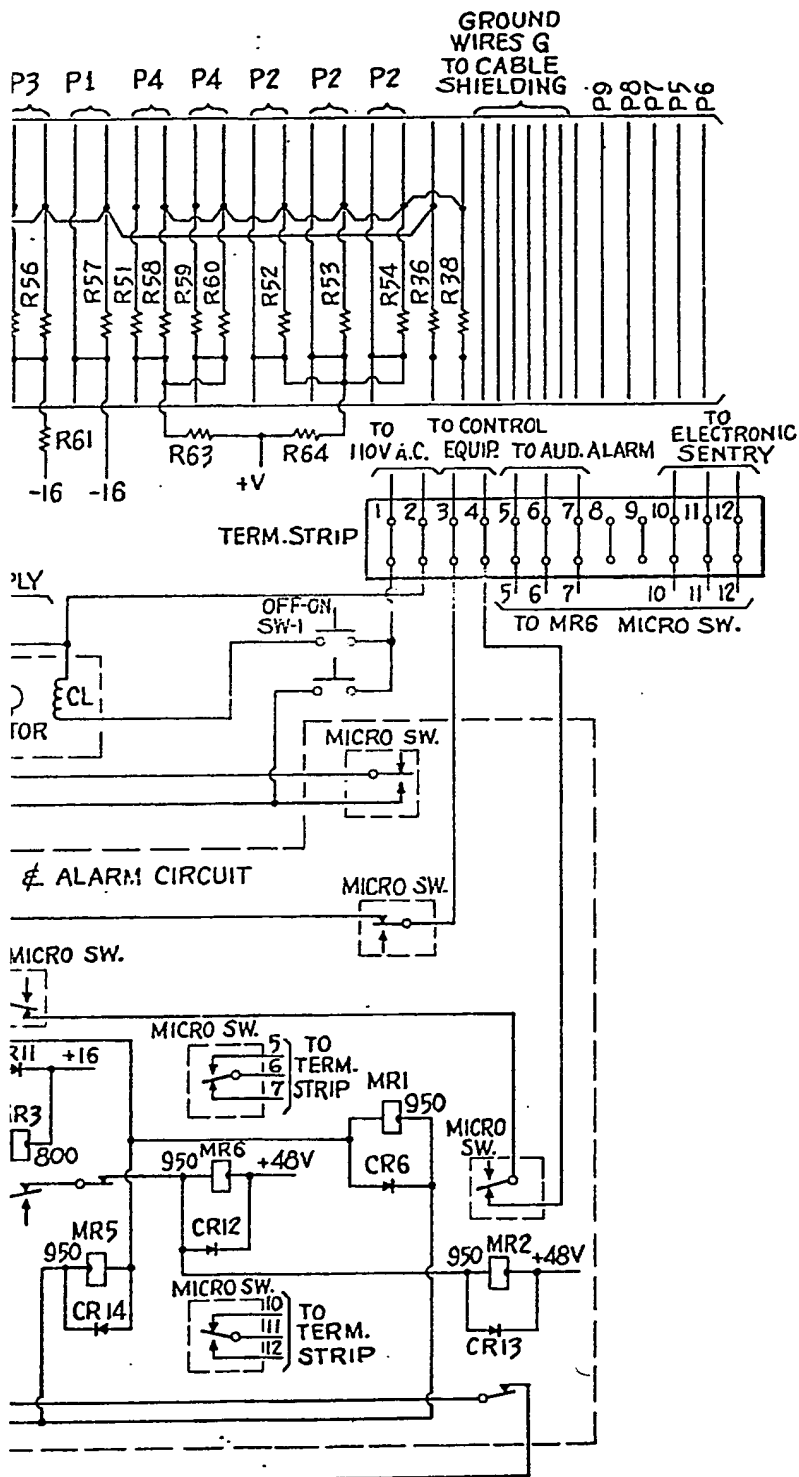 GROUND
WIRES G
TO CABLE
SHIELDING
P3 P1 P4 P4 P2 P2 P2
P9 P8 P7 P5 P6
R56 R57 R51 R58 R59 R60 R52 R53 R54 R36 R38
R61
R63 R64
-16 -16 +V
TO
110V A.C.
TO CONTROL
EQUIP.
TO AUD. ALARM
TO
ELECTRONIC
SENTRY
TERM. STRIP
1 2 3 4 5 6 7 8 9 10 11 12
5 6 7 10 11 12
TO MR6 MICRO SW.
PLY
OFF-ON
SW-1
CL
TOR
MICRO SW.
& ALARM CIRCUIT
MICRO SW.
MICRO SW.
MICRO SW.
5
6
7
TO
TERM.
STRIP
R11 +16
MR1
950
MR3
800
CR6
MICRO
SW.
950 MR6 +48V
CR12
MR5
950
CR14
950 MR2 +48V
CR13
MICRO SW.
110
111
112
TO
TERM.
STRIP